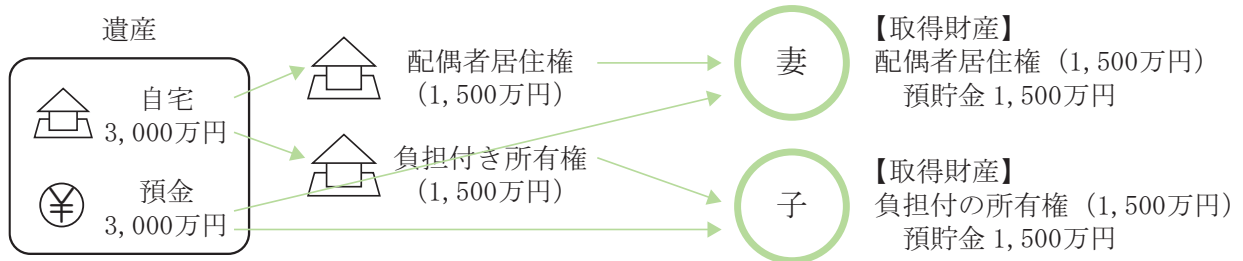 遺産
自宅
3,000万円
預金
3,000万円
配偶者居住権
(1,500万円)
負担付き所有権
(1,500万円)
妻
【取得財産】
配偶者居住権(1,500万円)
預貯金 1,500万円
子
【取得財産】
負担付の所有権(1,500万円)
預貯金 1,500万円